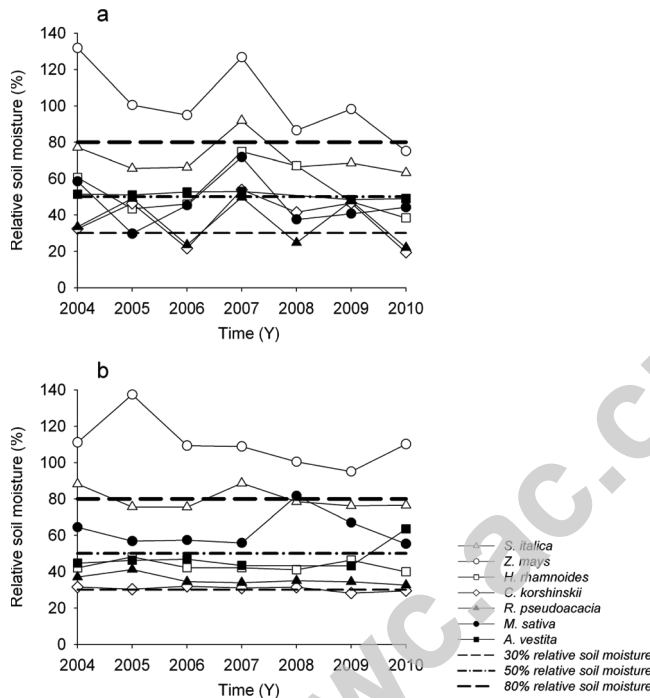 a
140
120
100
80
60
40
20
0
Relative soil moisture (%)
2004 2005 2006 2007 2008 2009 2010
Time (Y)
b
140
120
100
80
60
40
20
0
Relative soil moisture (%)
2004 2005 2006 2007 2008 2009 2010
Time (Y)
S. italica
Z. mays
H. rhamnoides
C. korshinskii
R. pseudoacacia
M. sativa
A. vestita
30% relative soil moisture
50% relative soil moisture
80% relative soil moisture